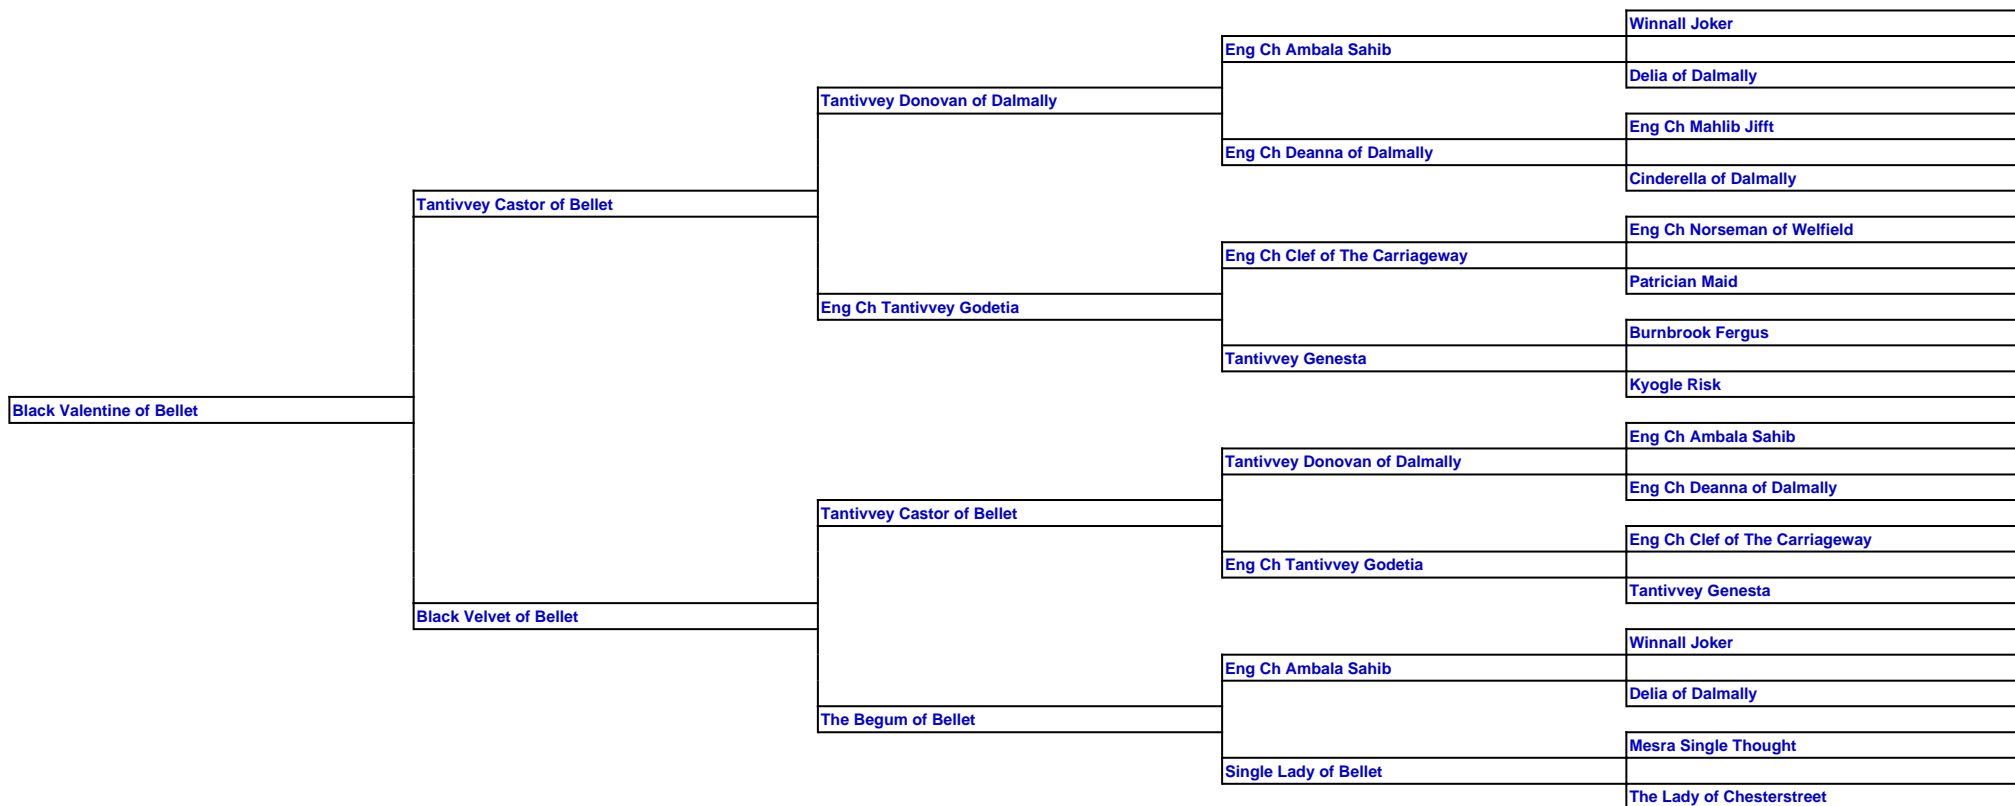 Winnall Joker
Eng Ch Ambala Sahib
Delia of Dalmally
Tantivvey Donovan of Dalmally
Eng Ch Mahlib Jifft
Eng Ch Deanna of Dalmally
Cinderella of Dalmally
Tantivvey Castor of Bellet
Eng Ch Norseman of Welfield
Eng Ch Clef of The Carriageway
Patrician Maid
Eng Ch Tantivvey Godetia
Burnbrook Fergus
Tantivvey Genesta
Kyogle Risk
Black Valentine of Bellet
Eng Ch Ambala Sahib
Tantivvey Donovan of Dalmally
Eng Ch Deanna of Dalmally
Tantivvey Castor of Bellet
Eng Ch Clef of The Carriageway
Eng Ch Tantivvey Godetia
Tantivvey Genesta
Black Velvet of Bellet
Winnall Joker
Eng Ch Ambala Sahib
Delia of Dalmally
The Begum of Bellet
Mesra Single Thought
Single Lady of Bellet
The Lady of Chesterstreet